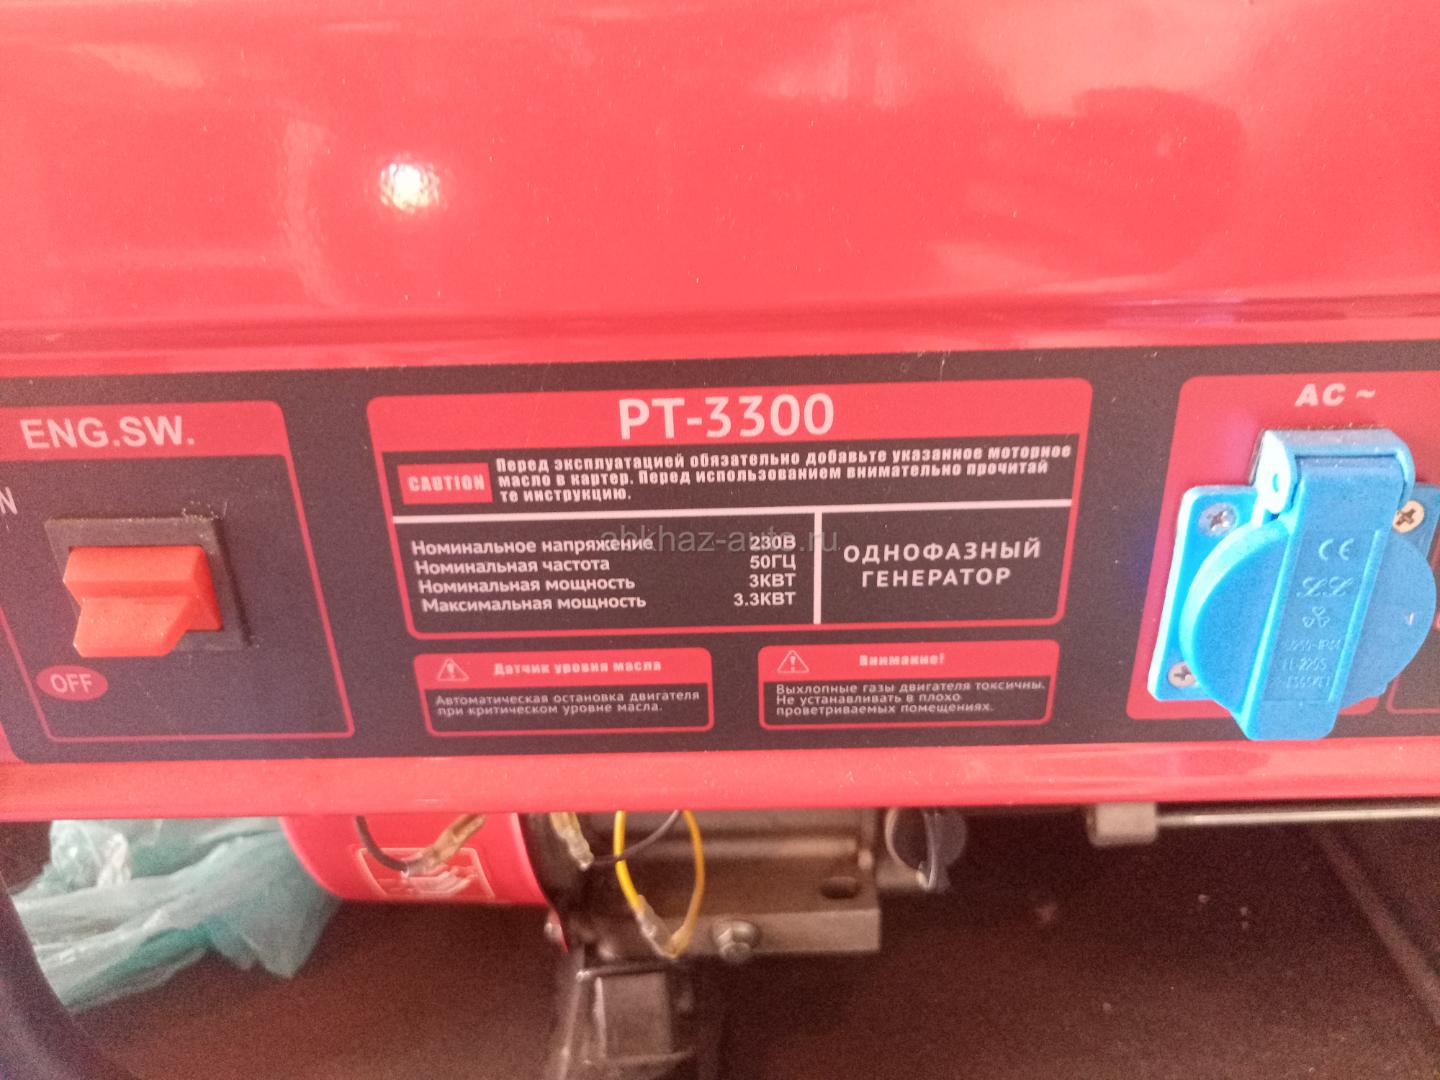 ENG.SW.
N
OFF
PT-3300
CAUTION
Перед эксплуатацией обязательно добавьте указанное моторное
масло в картер. Перед использованием внимательно прочитай
те инструкцию.
Номинальное напряжение 230В
Номинальная частота 50ГЦ
Номинальная мощность 3КВТ
Максимальная мощность 3.3КВТ
ОДНОФАЗНЫЙ
ГЕНЕРАТОР
abkhaz-auto.ru
Датчик уровня масла
Автоматическая остановка двигателя
при критическом уровне масла.
Внимание!
Выхлопные газы двигателя токсичны.
Не устанавливать в плохо
проветриваемых помещениях.
AC ~
CE